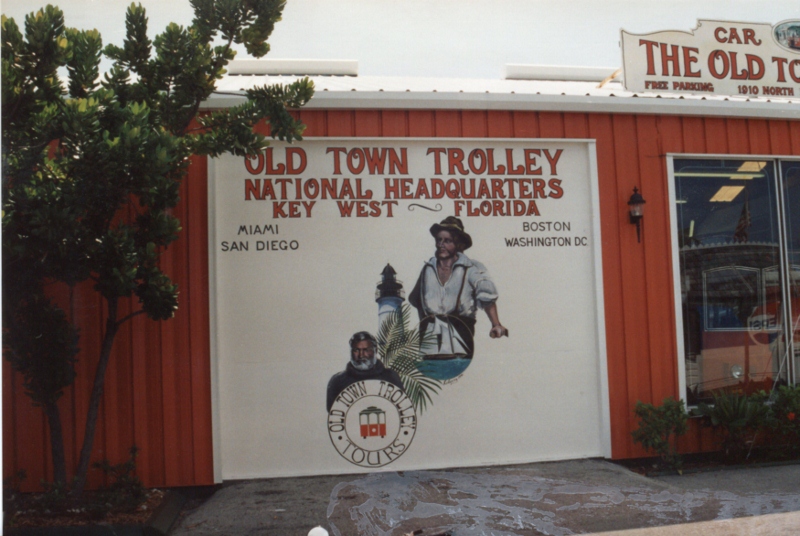 CAR
THE OLD TO
FREE PARKING 1910 NORTH
OLD TOWN TROLLEY
NATIONAL HEADQUARTERS
KEY WEST ~ FLORIDA
MIAMI
SAN DIEGO
BOSTON
WASHINGTON DC
OLD TOWN TROLLEY
TOURS